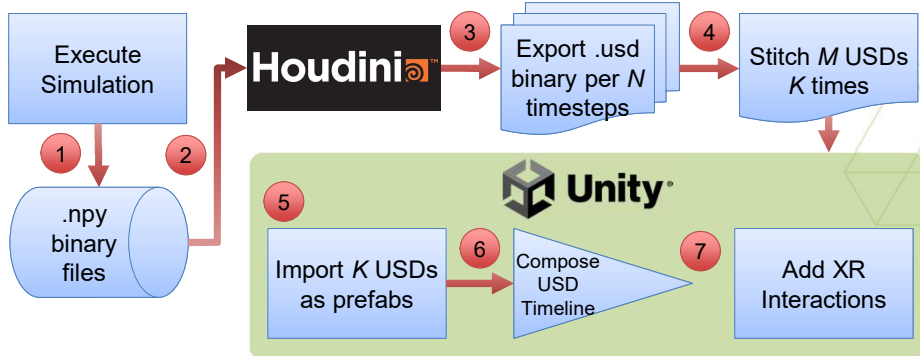 Execute
Simulation
1
.npy
binary
files
2
Houdini™
3
Export .usd
binary per N
timesteps
4
Stitch M USDs
K times
Unity®
5
Import K USDs
as prefabs
6
Compose
USD
Timeline
7
Add XR
Interactions